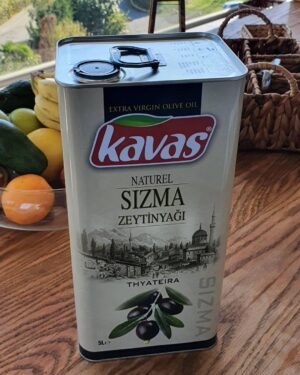 EXTRA VIRGIN OLIVE OIL
kavas®
NATUREL
SIZMA
ZEYTİNYAĞI
THYATEIRA
5L℮
SIZMA